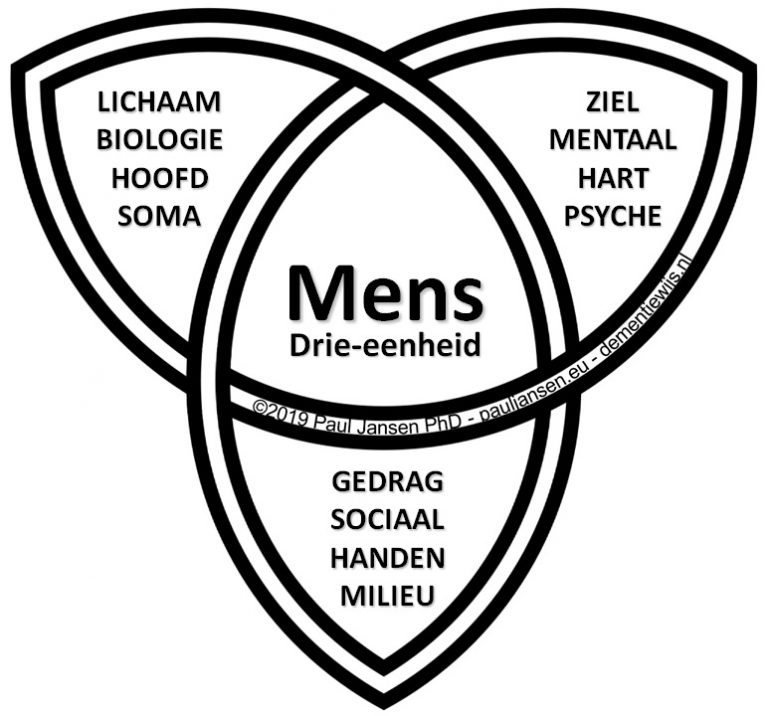 LICHAAM
BIOLOGIE
HOOFD
SOMA
ZIEL
MENTAAL
HART
PSYCHE
Mens
Drie-eenheid
©2019 Paul Jansen PhD - pauljansen.eu - dementiewijs.nl
GEDRAG
SOCIAAL
HANDEN
MILIEU